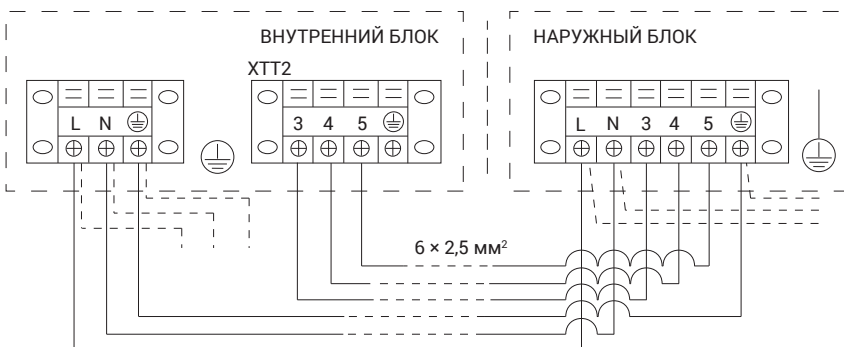 ВНУТРЕННИЙ БЛОК
НАРУЖНЫЙ БЛОК
XTT2
L N
3 4 5
L N 3 4 5
6 × 2,5 мм²